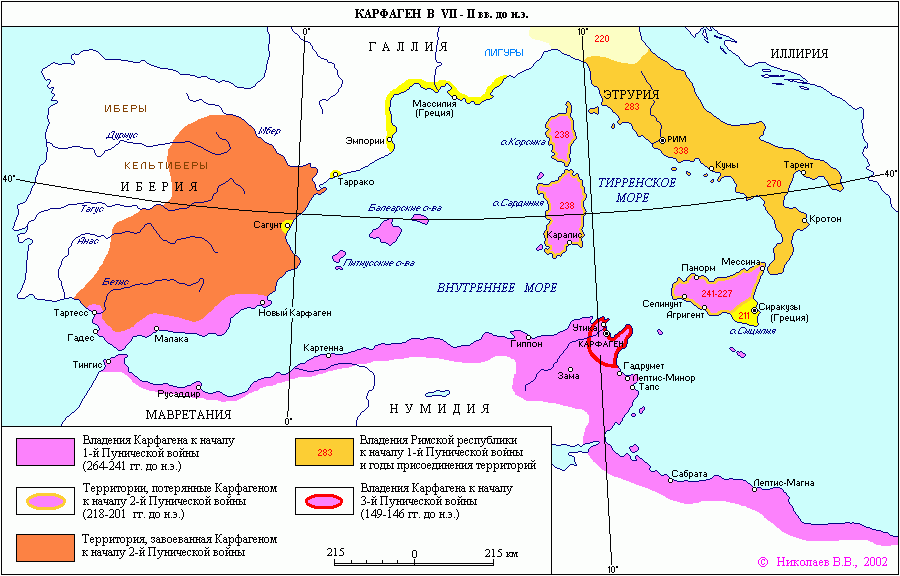 КАРФАГЕН В VII - II вв. до н.э.
0°
10°
ГАЛЛИЯ
ЛИГУРЫ
220
ИЛЛИРИЯ
ИБЕРЫ
Дуриус
Ибер
Массилия
(Греция)
Эмпории
ЭТРУРИЯ
283
238
о.Корсика
РИМ
338
КЕЛЬТИБЕРЫ
ИБЕРИЯ
40°
Тарракo
Кумы
Тарент
40°
270
ТИРРЕНСКОЕ
МОРЕ
Тагус
Сагунт
Балеарские о-ва
о.Сардиния
238
Кротон
Анас
Каралис
Питиусские о-ва
Мессина
Панорм
Бетис
ВНУТРЕННЕЕ МОРЕ
241-227
Селинунт
Агригент
211
Сиракузы
(Греция)
о.Сицилия
Тартесс
Новый Карфаген
Гадес
Малака
Утика
КАРФАГЕН
Картенна
Гиппон
Тингис
Гадрумет
Зама
Лептис-Минор
Тапс
Русаддир
МАВРЕТАНИЯ
НУМИДИЯ
0°
Сабрата
Лептис-Магна
Владения Карфагена к началу
1-й Пунической войны
(264-241 гг. до н.э.)
Территории, потерянные Карфагеном
к началу 2-й Пунической войны
(218-201 гг. до н.э.)
Территория, завоеванная Карфагеном
к началу 2-й Пунической войны
283
Владения Римской республики
к началу 1-й Пунической войны
и годы присоединения территорий
Владения Карфагена к началу
3-й Пунической войны
(149-146 гг. до н.э.)
215
0
215 км
10°
© Николаев В.В., 2002